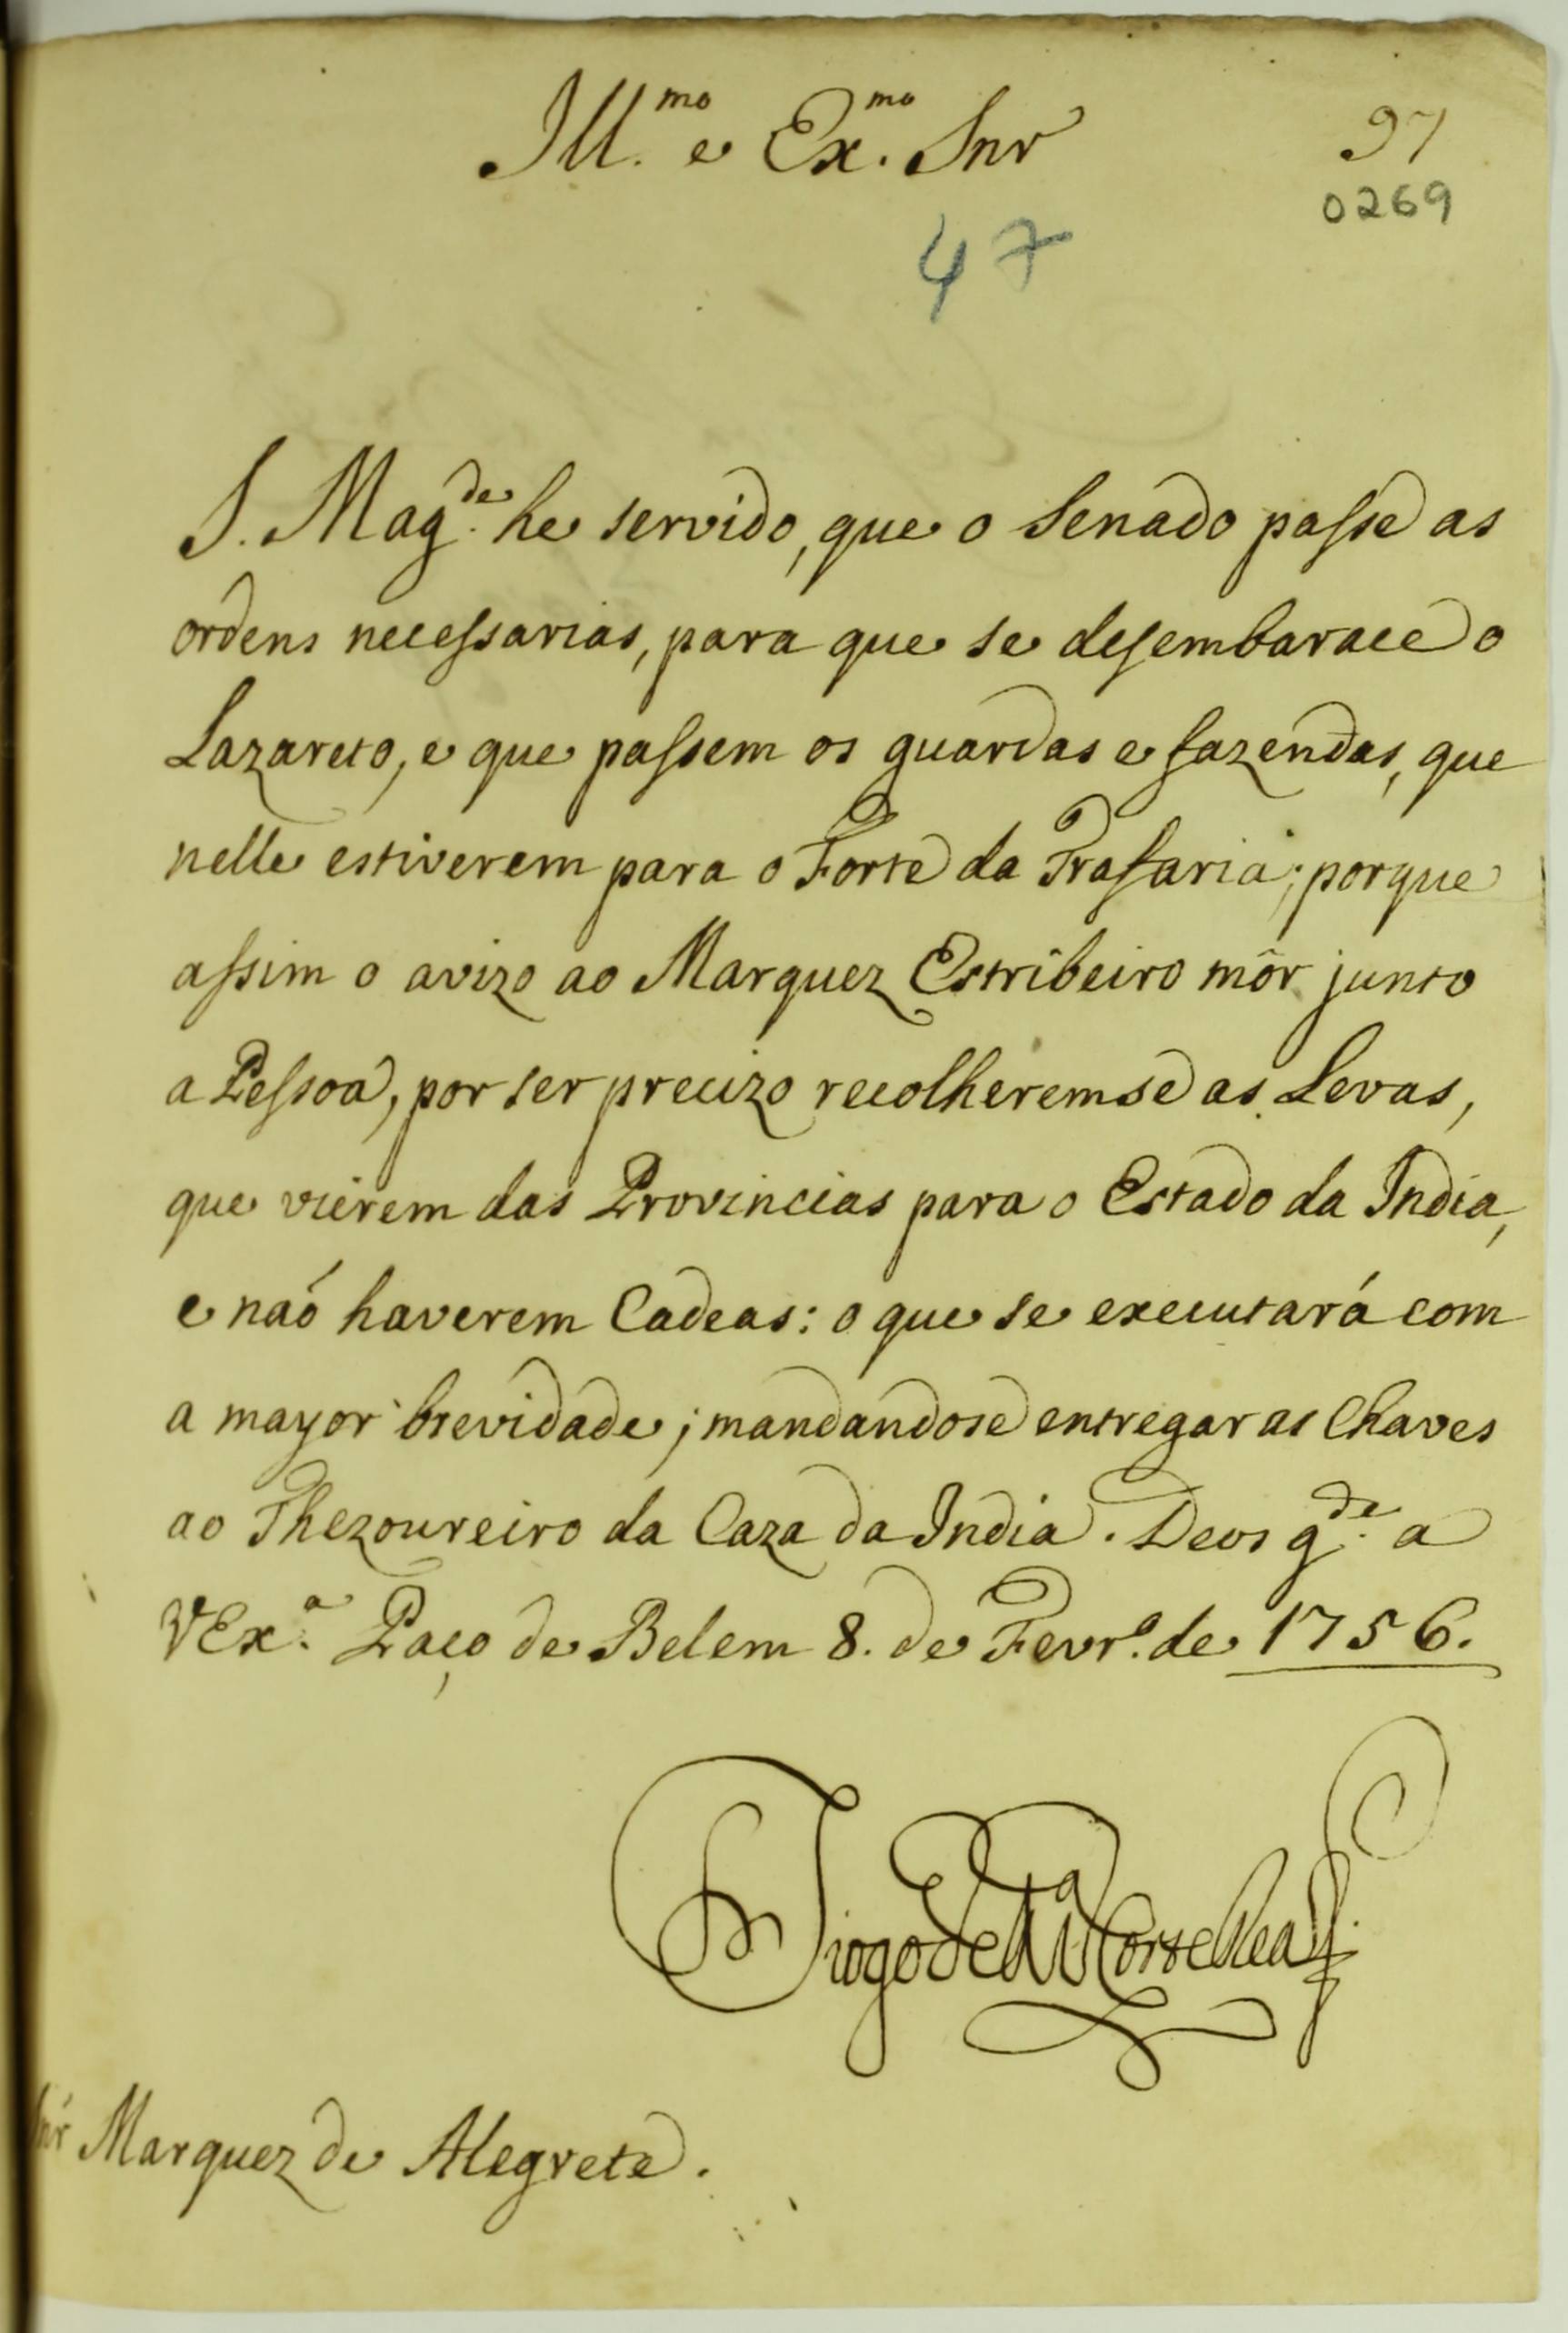 Ill.mo e Ex.mo Snr
97
0269
47
S. Mag.de he servido, que o Senado passe as
ordens necessarias, para que se desembarace o
Lazareto, e que passem os guardas e fazendas, que
nelle estiverem para o Forte da Trafaria; porque
assim o avizo ao Marquez Estribeiro môr junto
a Pessoa, por ser precizo recolheremse as Levas,
que vierem das Provincias para o Estado da India,
e naó haverem Cadeas: o que se executará com
a mayor brevidade; mandandose entregar as Chaves
ao Thezoureiro da Caza da India. Deos g.de a
VEx.a Paço de Belem 8. de Fevr.o de 1756.
Diogo de M.ca Corte Real
Snr Marquez de Alegrete.